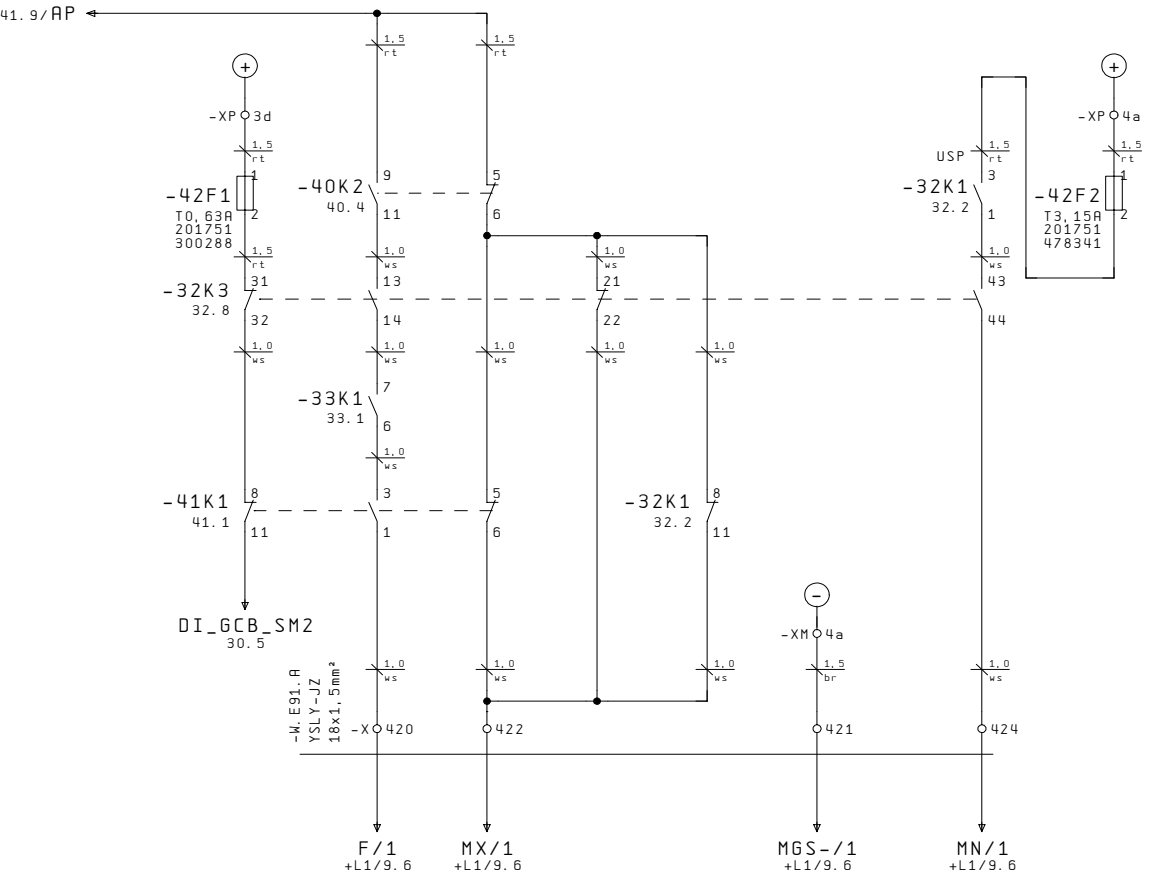 41.9/AP
1,5
rt
1,5
rt
+
+
-XP 3d
-XP 4a
1,5
rt
USP
1,5
rt
1,5
rt
-42F1
1
2
T0,63A
201751
300288
-40K2
40.4
9
11
5
6
-32K1
32.2
3
1
-42F2
1
2
T3,15A
201751
478341
1,5
rt
1,0
ws
1,0
ws
1,0
ws
-32K3
32.8
31
32
13
14
21
22
43
44
1,0
ws
1,0
ws
1,0
ws
1,0
ws
1,0
ws
-33K1
33.1
7
6
1,0
ws
-41K1
41.1
8
11
3
1
5
6
-32K1
32.2
8
11
DI_GCB_SM2
30.5
-
-XM 4a
-W.E91.A
YSLY-JZ
18x1,5mm²
1,0
ws
1,0
ws
1,0
ws
1,5
br
1,0
ws
-X 420
422
421
424
F/1
+L1/9.6
MX/1
+L1/9.6
MGS-/1
+L1/9.6
MN/1
+L1/9.6